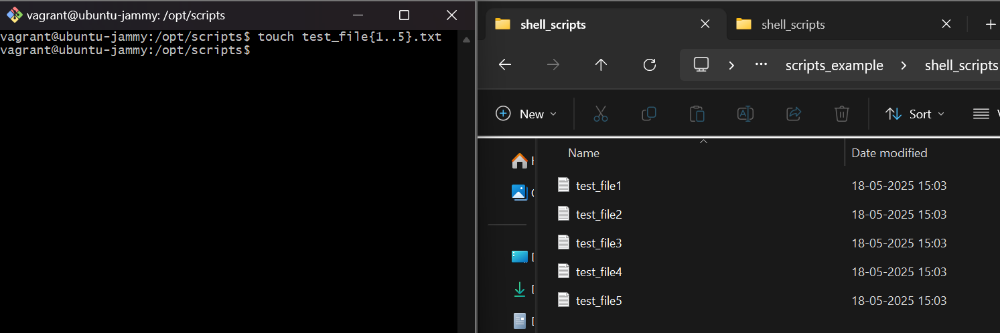 vagrant@ubuntu-jammy: /opt/scripts
vagrant@ubuntu-jammy:/opt/scripts$ touch test_file{1..5}.txt
vagrant@ubuntu-jammy:/opt/scripts$
shell_scripts
shell_scripts
scripts_example
shell_scripts
New
Sort
Name
Date modified
test_file1 18-05-2025 15:03
test_file2 18-05-2025 15:03
test_file3 18-05-2025 15:03
test_file4 18-05-2025 15:03
test_file5 18-05-2025 15:03